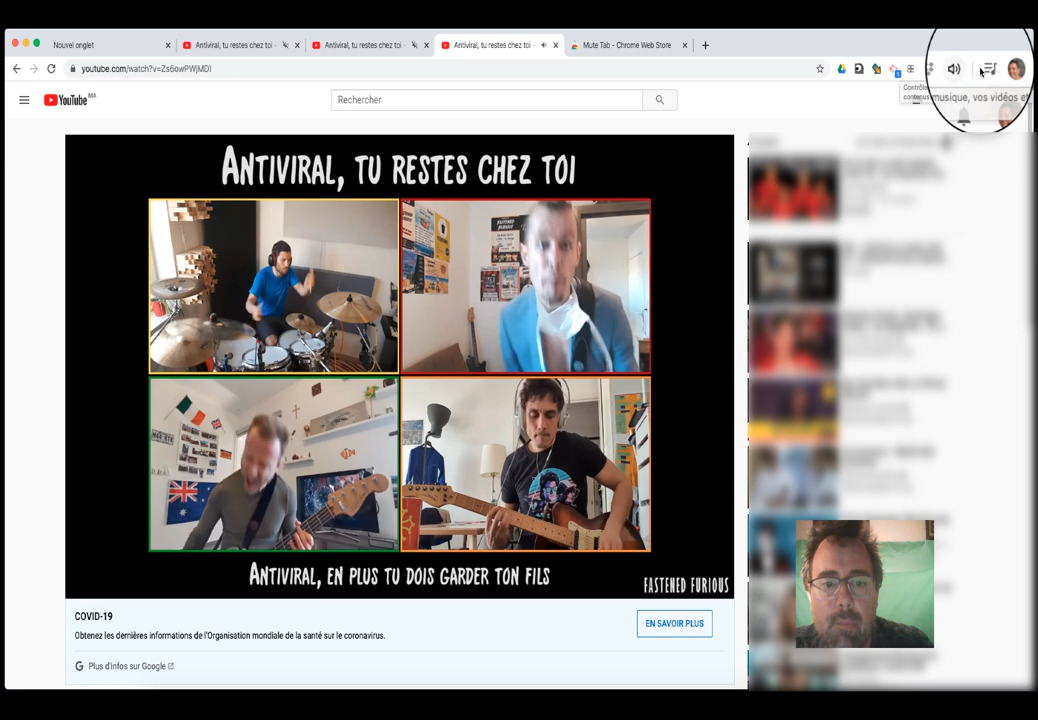 Nouvel onglet
Antiviral, tu restes chez toi -
Antiviral, tu restes chez toi -
Antiviral, tu restes chez toi -
Mute Tab - Chrome Web Store
youtube.com/watch?v=Zs6owPWjMDI
1
YouTube MA
Rechercher
Contrôle
musique, vos vidéos et
ANTIVIRAL, TU RESTES CHEZ TOI
ANTIVIRAL, EN PLUS TU DOIS GARDER TON FILS
FASTENED FURIOUS
COVID-19
Obtenez les dernières informations de l'Organisation mondiale de la santé sur le coronavirus.
EN SAVOIR PLUS
Plus d'infos sur Google